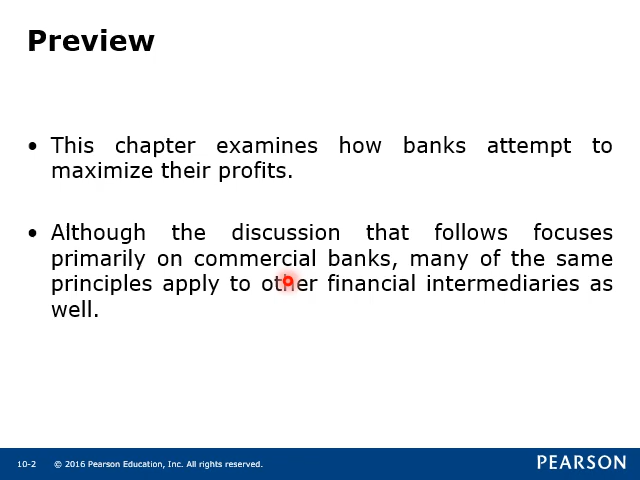 Preview
• This chapter examines how banks attempt to
maximize their profits.
• Although the discussion that follows focuses
primarily on commercial banks, many of the same
principles apply to other financial intermediaries as
well.
10-2 © 2016 Pearson Education, Inc. All rights reserved.
PEARSON